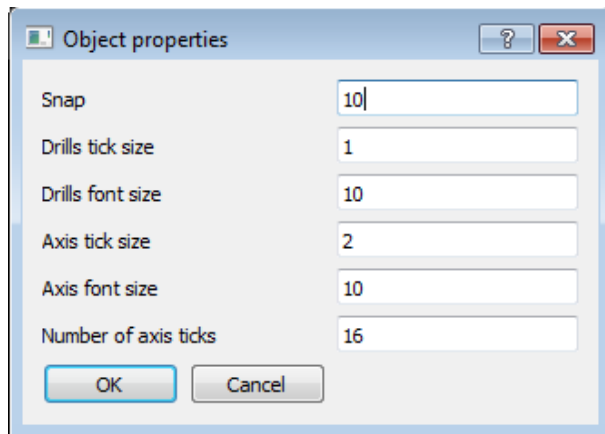 Object properties
Snap 10
Drills tick size 1
Drills font size 10
Axis tick size 2
Axis font size 10
Number of axis ticks 16
OK Cancel